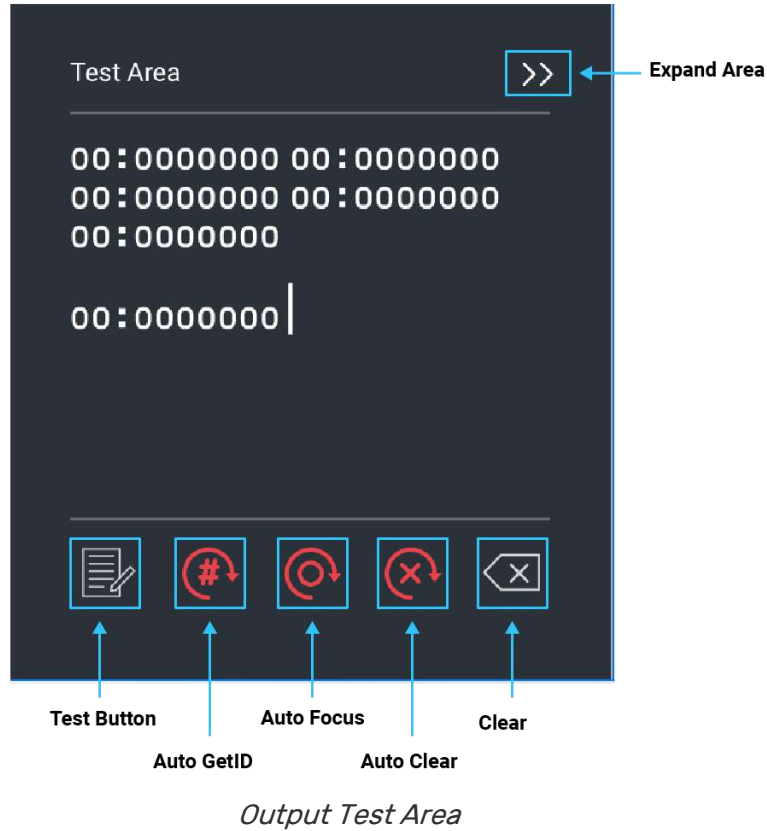 Test Area
>>
Expand Area
00:0000000 00:0000000
00:0000000 00:0000000
00:0000000
00:0000000
#
Test Button
Auto Focus
Clear
Auto GetID
Auto Clear
Output Test Area